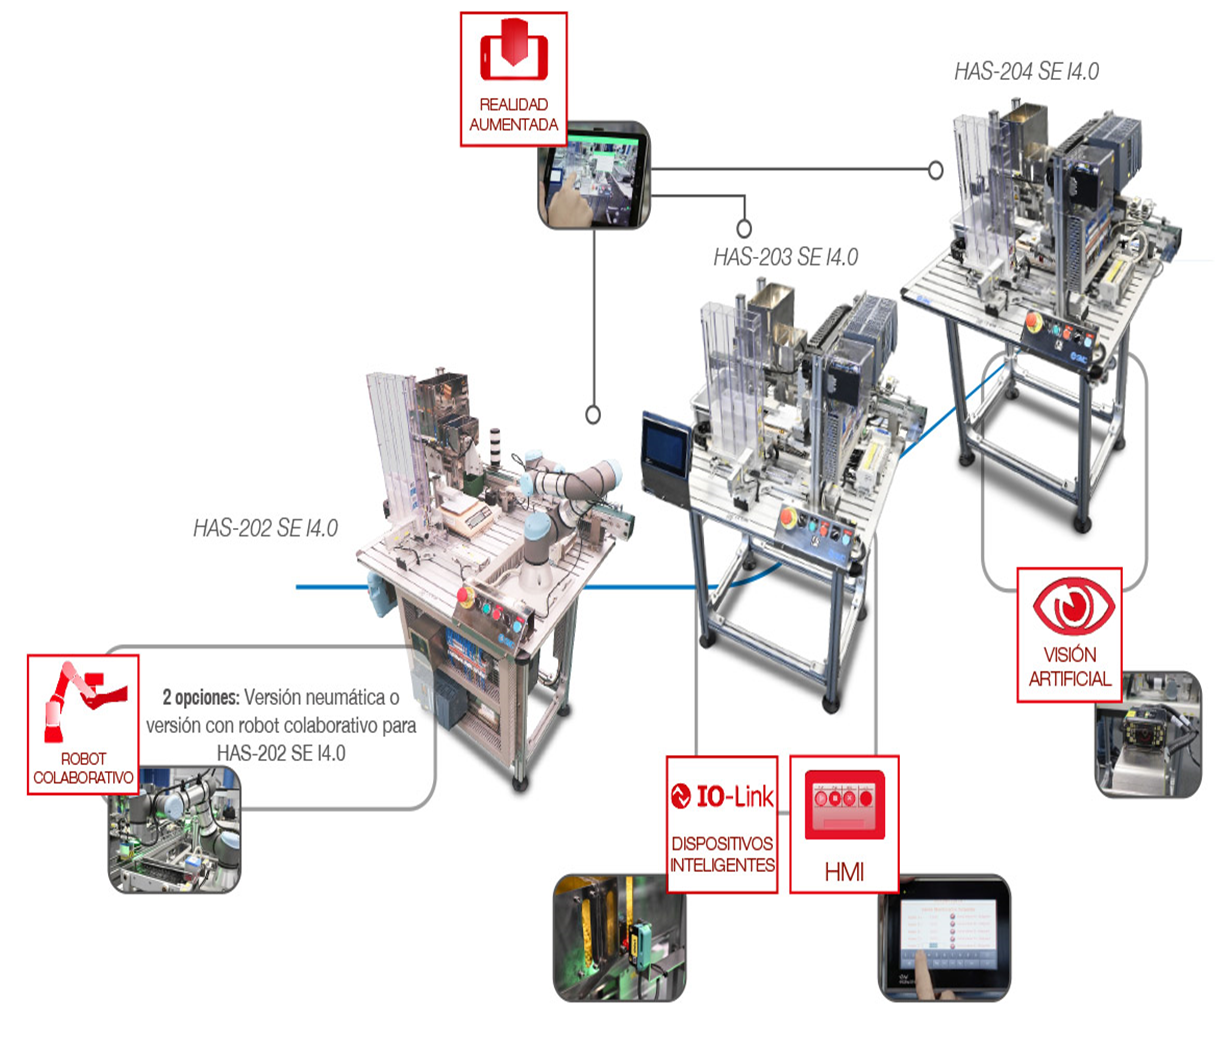 REALIDAD
AUMENTADA
HAS-204 SE I4.0
HAS-203 SE I4.0
HAS-202 SE I4.0
2 opciones: Versión neumática o
versión con robot colaborativo para
HAS-202 SE I4.0
ROBOT
COLABORATIVO
VISIÓN
ARTIFICIAL
IO-Link
DISPOSITIVOS
INTELIGENTES
HMI